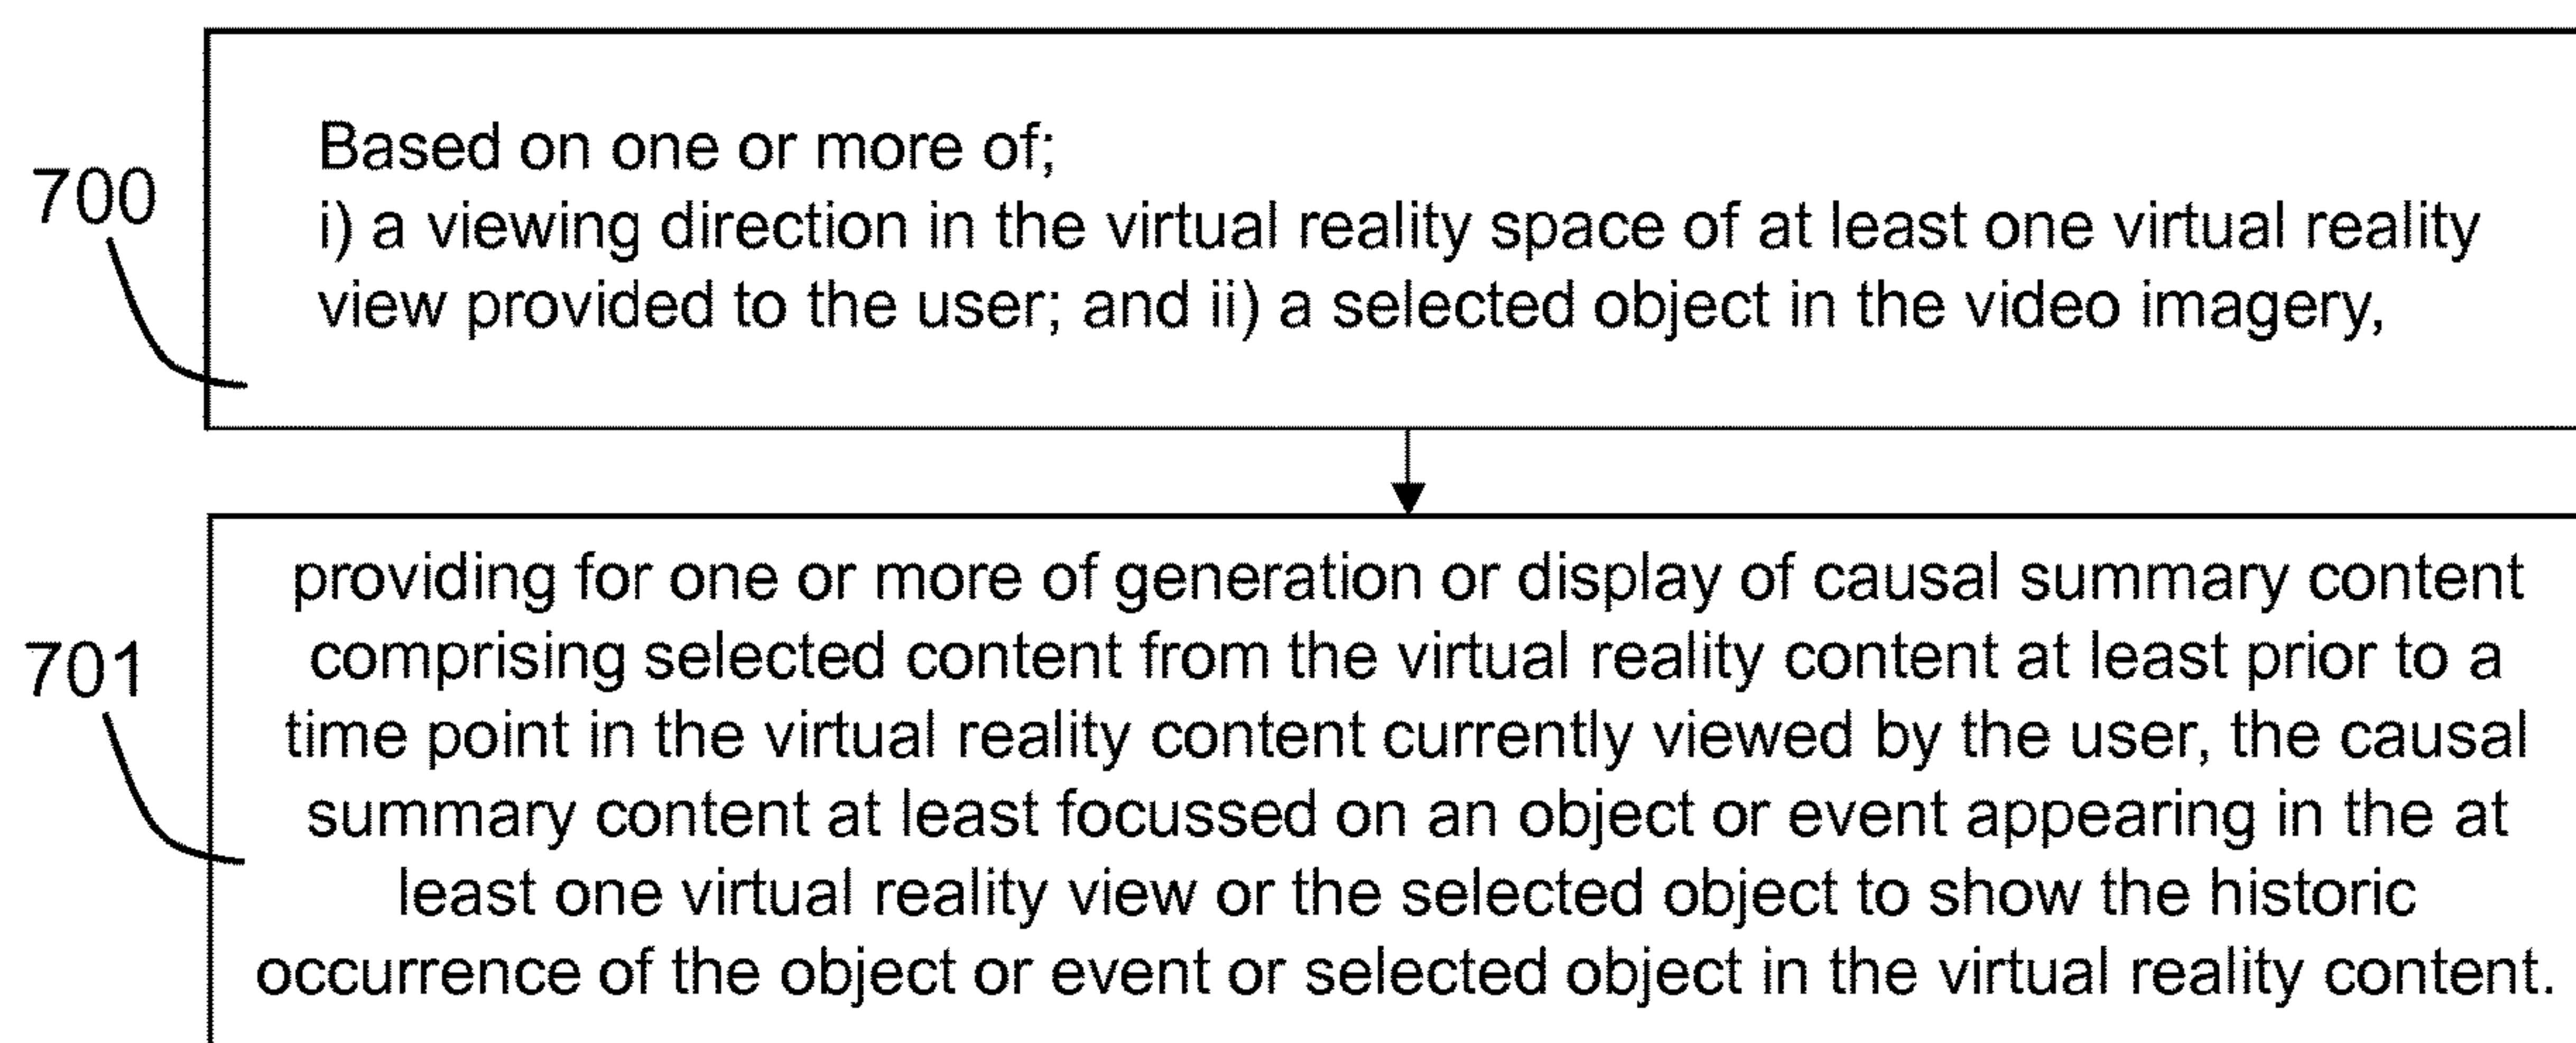 700
Based on one or more of;
i) a viewing direction in the virtual reality space of at least one virtual reality
view provided to the user; and ii) a selected object in the video imagery,
701
providing for one or more of generation or display of causal summary content
comprising selected content from the virtual reality content at least prior to a
time point in the virtual reality content currently viewed by the user, the causal
summary content at least focussed on an object or event appearing in the at
least one virtual reality view or the selected object to show the historic
occurrence of the object or event or selected object in the virtual reality content.